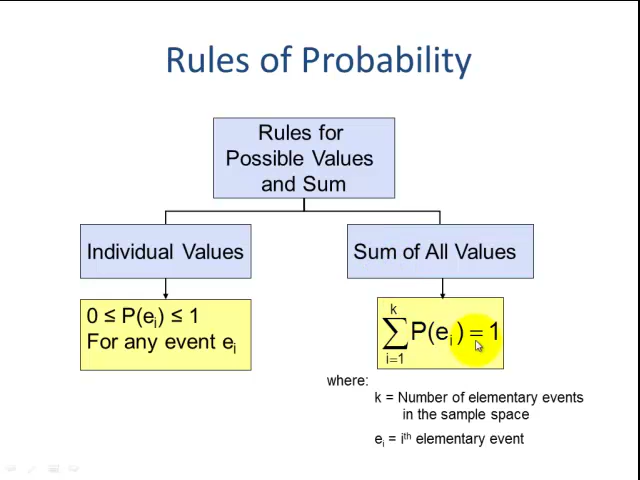 Rules of Probability
Rules for
Possible Values
and Sum
Individual Values
Sum of All Values
0 ≤ P(eᵢ) ≤ 1
For any event eᵢ
k
∑ P(eᵢ) = 1
i=1
where:
k = Number of elementary events
in the sample space
eᵢ = iᵗʰ elementary event